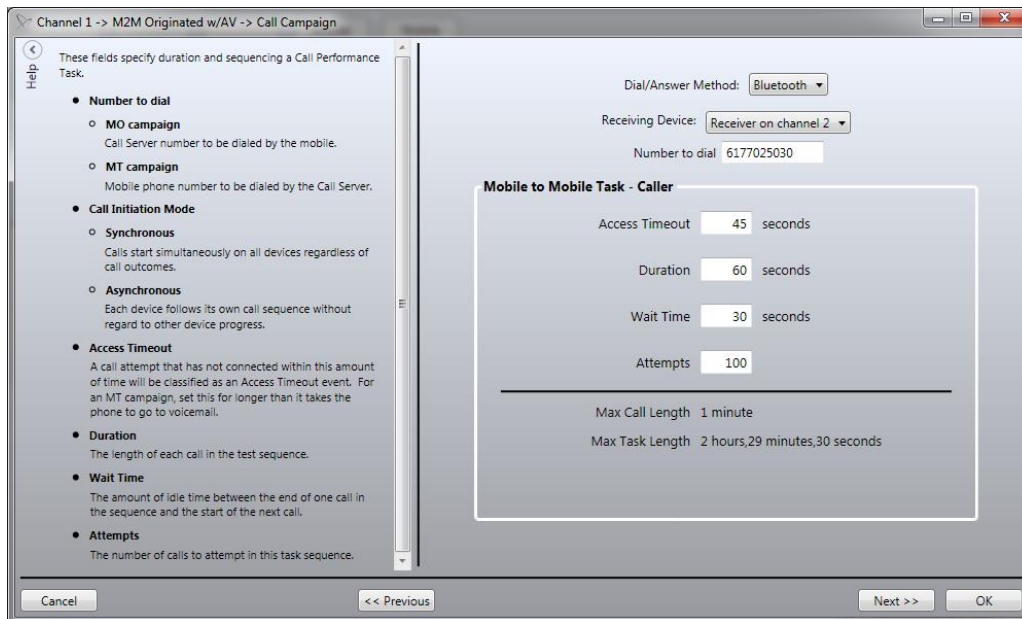 Channel 1 -> M2M Originated w/AV -> Call Campaign
Help
These fields specify duration and sequencing a Call Performance
Task.
Number to dial
MO campaign
Call Server number to be dialed by the mobile.
MT campaign
Mobile phone number to be dialed by the Call Server.
Call Initiation Mode
Synchronous
Calls start simultaneously on all devices regardless of
call outcomes.
Asynchronous
Each device follows its own call sequence without
regard to other device progress.
Access Timeout
A call attempt that has not connected within this amount
of time will be classified as an Access Timeout event. For
an MT campaign, set this for longer than it takes the
phone to go to voicemail.
Duration
The length of each call in the test sequence.
Wait Time
The amount of idle time between the end of one call in
the sequence and the start of the next call.
Attempts
The number of calls to attempt in this task sequence.
Dial/Answer Method: Bluetooth
Receiving Device: Receiver on channel 2
Number to dial 6177025030
Mobile to Mobile Task - Caller
Access Timeout 45 seconds
Duration 60 seconds
Wait Time 30 seconds
Attempts 100
Max Call Length 1 minute
Max Task Length 2 hours,29 minutes,30 seconds
Cancel << Previous Next >> OK